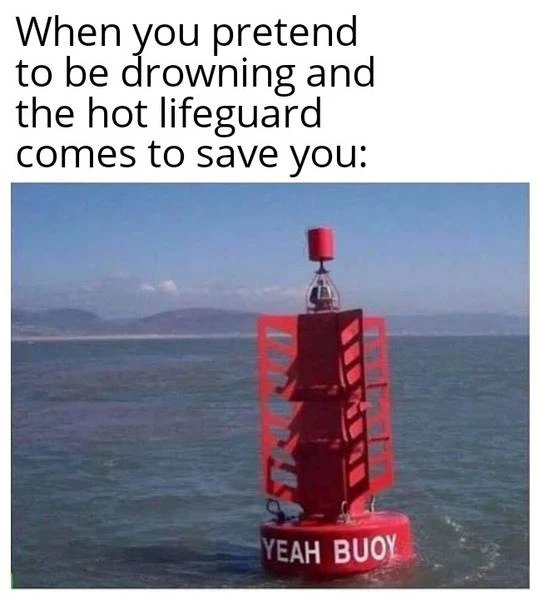 When you pretend
to be drowning and
the hot lifeguard
comes to save you:
YEAH BUOY